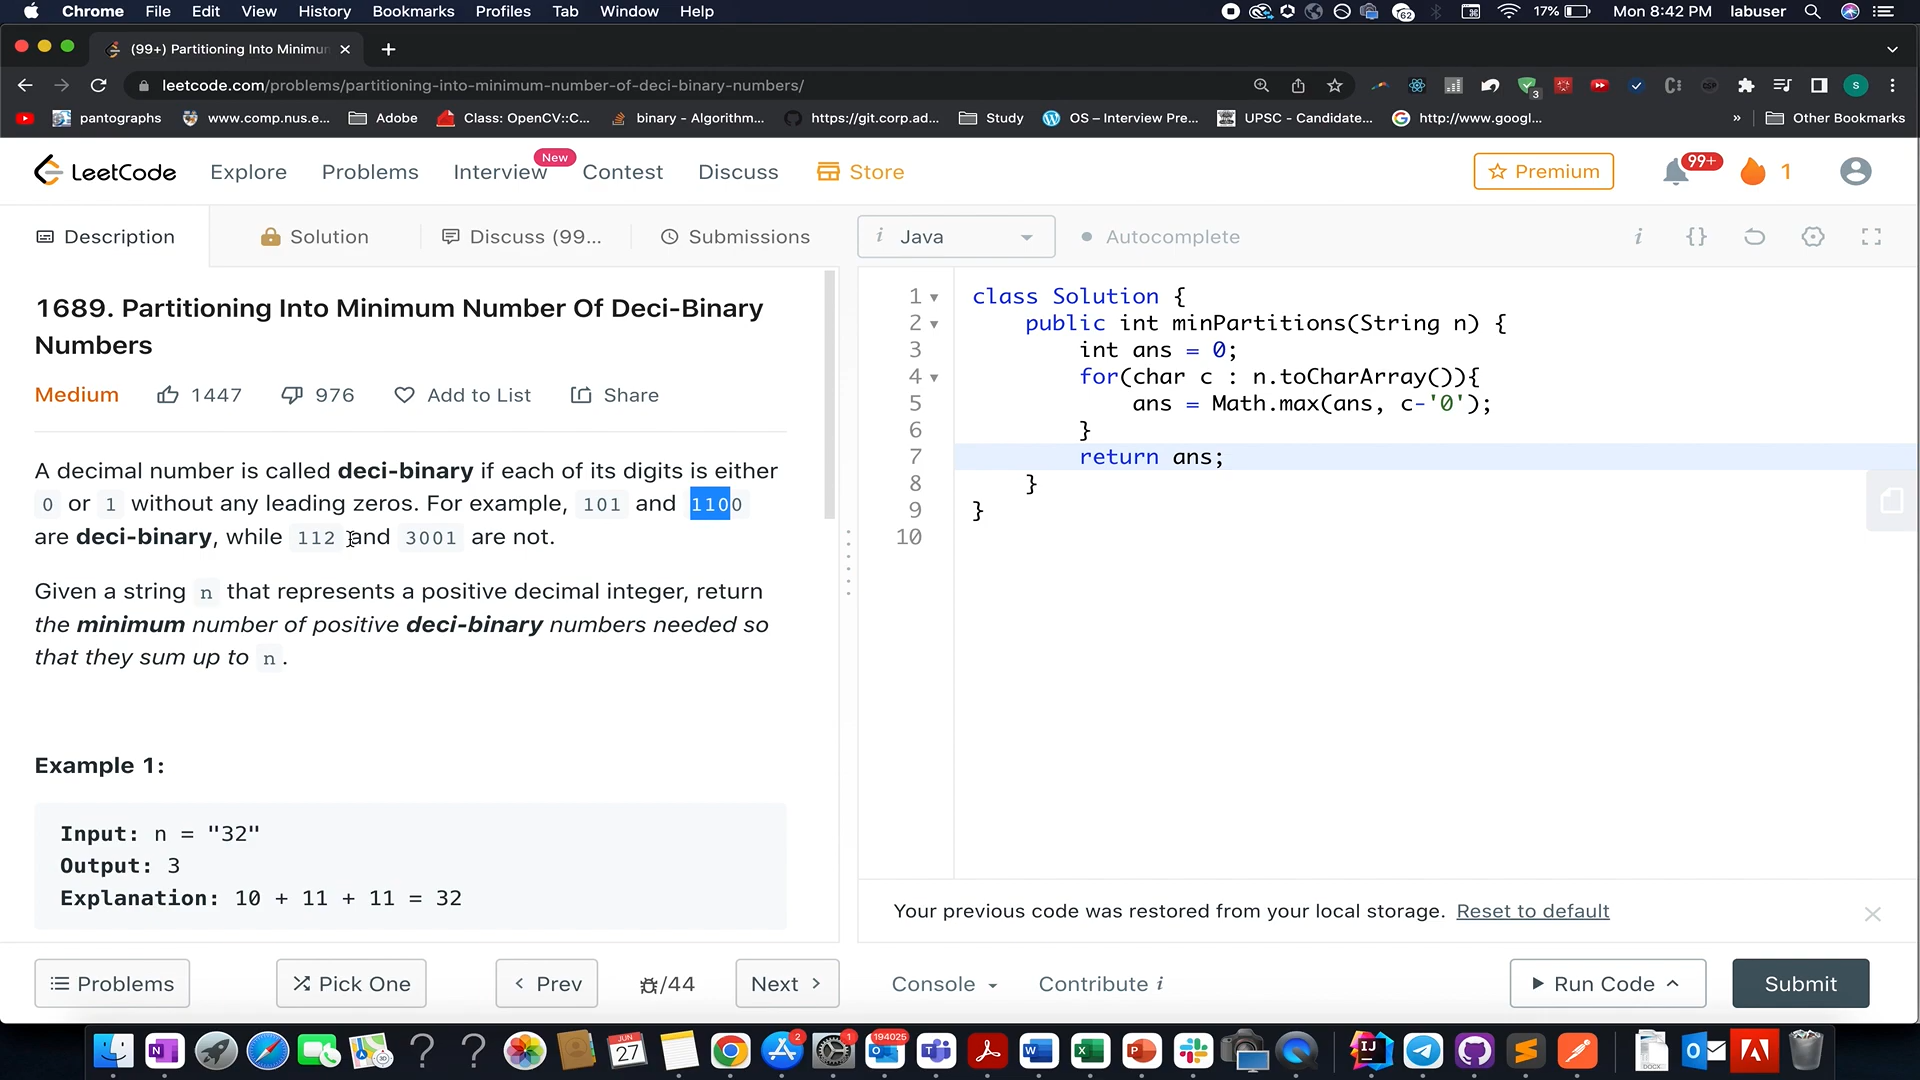 Chrome File Edit View History Bookmarks Profiles Tab Window Help 62 17% Mon 8:42 PM labuser
(99+) Partitioning Into Minimu
leetcode.com/problems/partitioning-into-minimum-number-of-deci-binary-numbers/ 3 S
pantographs www.comp.nus.e... Adobe Class: OpenCV::C... binary - Algorithm... https://git.corp.ad... Study OS – Interview Pre... UPSC - Candidate... http://www.googl... » Other Bookmarks
LeetCode Explore Problems Interview New Contest Discuss Store Premium 99+ 1
Description Solution Discuss (99... Submissions
i Java Autocomplete i {}
1689. Partitioning Into Minimum Number Of Deci-Binary
Numbers
Medium 1447 976 Add to List Share
A decimal number is called deci-binary if each of its digits is either
0 or 1 without any leading zeros. For example, 101 and 1100
are deci-binary, while 112 and 3001 are not.
Given a string n that represents a positive decimal integer, return
the minimum number of positive deci-binary numbers needed so
that they sum up to n.
Example 1:
Input: n = "32"
Output: 3
Explanation: 10 + 11 + 11 = 32
1 class Solution {
2 public int minPartitions(String n) {
3 int ans = 0;
4 for(char c : n.toCharArray()){
5 ans = Math.max(ans, c-'0');
6 }
7 return ans;
8 }
9 }
10
Your previous code was restored from your local storage. Reset to default
Problems Pick One < Prev /44 Next > Console Contribute i Run Code Submit
2 JUN 27 1 194025